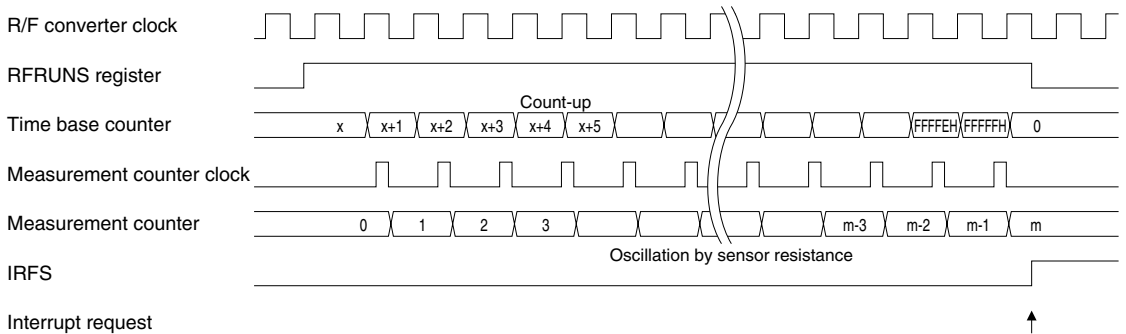 R/F converter clock
RFRUNS register
Count-up
Time base counter x x+1 x+2 x+3 x+4 x+5 FFFFEH FFFFFH 0
Measurement counter clock
Measurement counter 0 1 2 3 m-3 m-2 m-1 m
Oscillation by sensor resistance
IRFS
Interrupt request